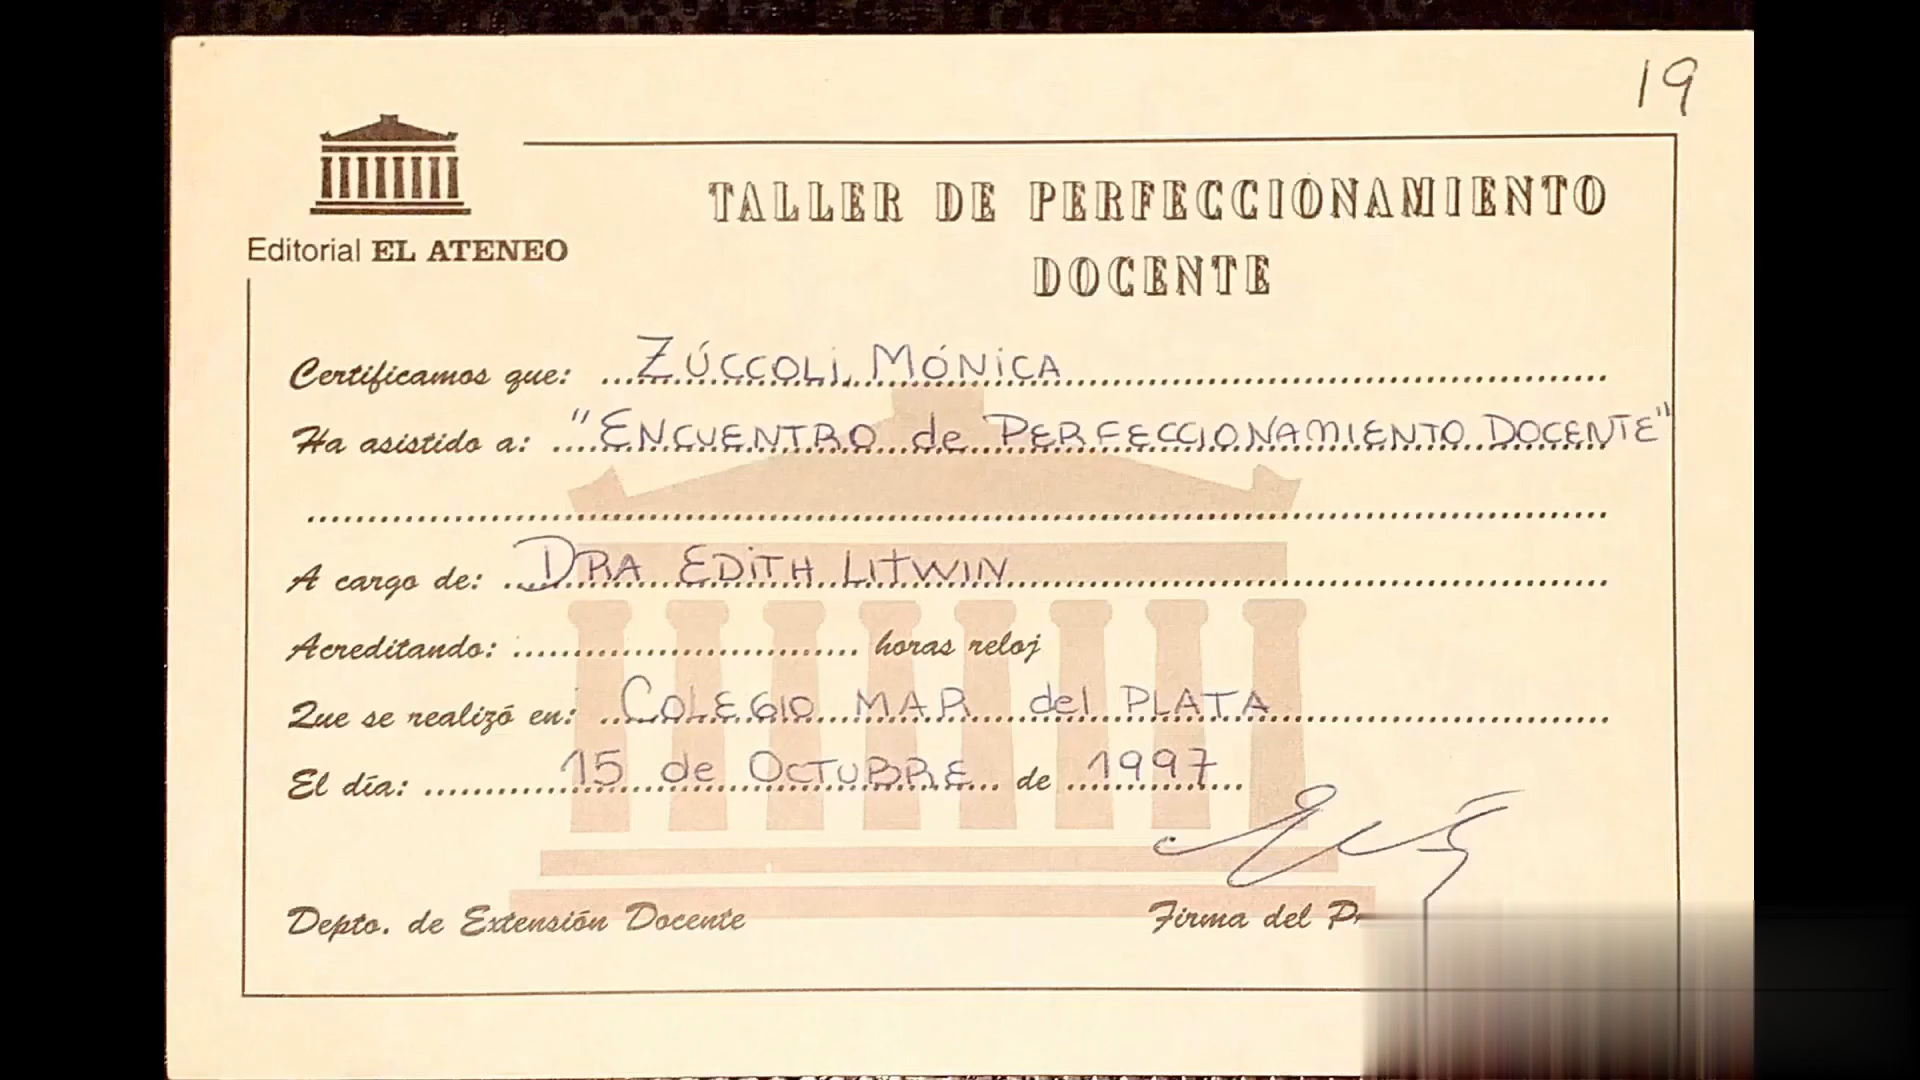 19
Editorial EL ATENEO
TALLER DE PERFECCIONAMIENTO
DOCENTE
Certificamos que: ZÚCCOLI, MÓNICA
Ha asistido a: "ENCUENTRO de PERFECCIONAMIENTO DOCENTE"
A cargo de: DRA EDITH LITWIN
Acreditando: horas reloj
Que se realizó en: COLEGIO MAR del PLATA
El día: 15 de OCTUBRE de 1997
Depto. de Extensión Docente
Firma del